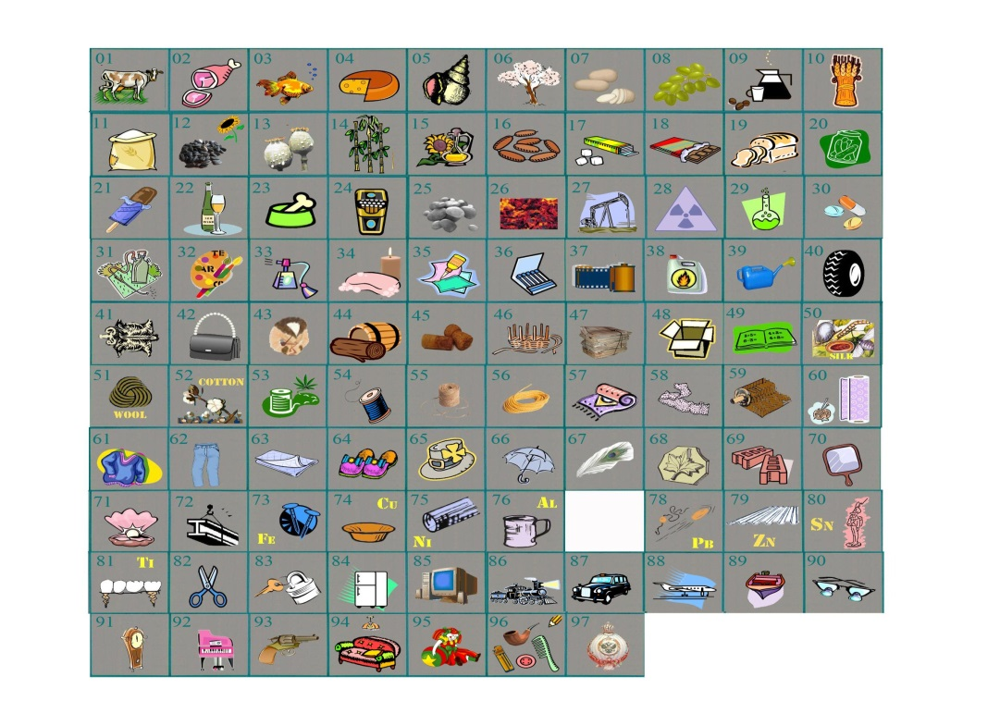 01 02 03 04 05 06 07 08 09 10
11 12 13 14 15 16 17 18 19 20
21 22 23 24 25 26 27 28 29 30
31 32 33 34 35 36 37 38 39 40
TE
AR
41 42 43 44 45 46 47 48 49 50
SILK
51 52 53 54 55 56 57 58 59 60
COTTON
WOOL
61 62 63 64 65 66 67 68 69 70
71 72 73 74 75 76 78 79 80
CU AL
SN
FE NI PB ZN
81 82 83 84 85 86 87 88 89 90
TI
91 92 93 94 95 96 97